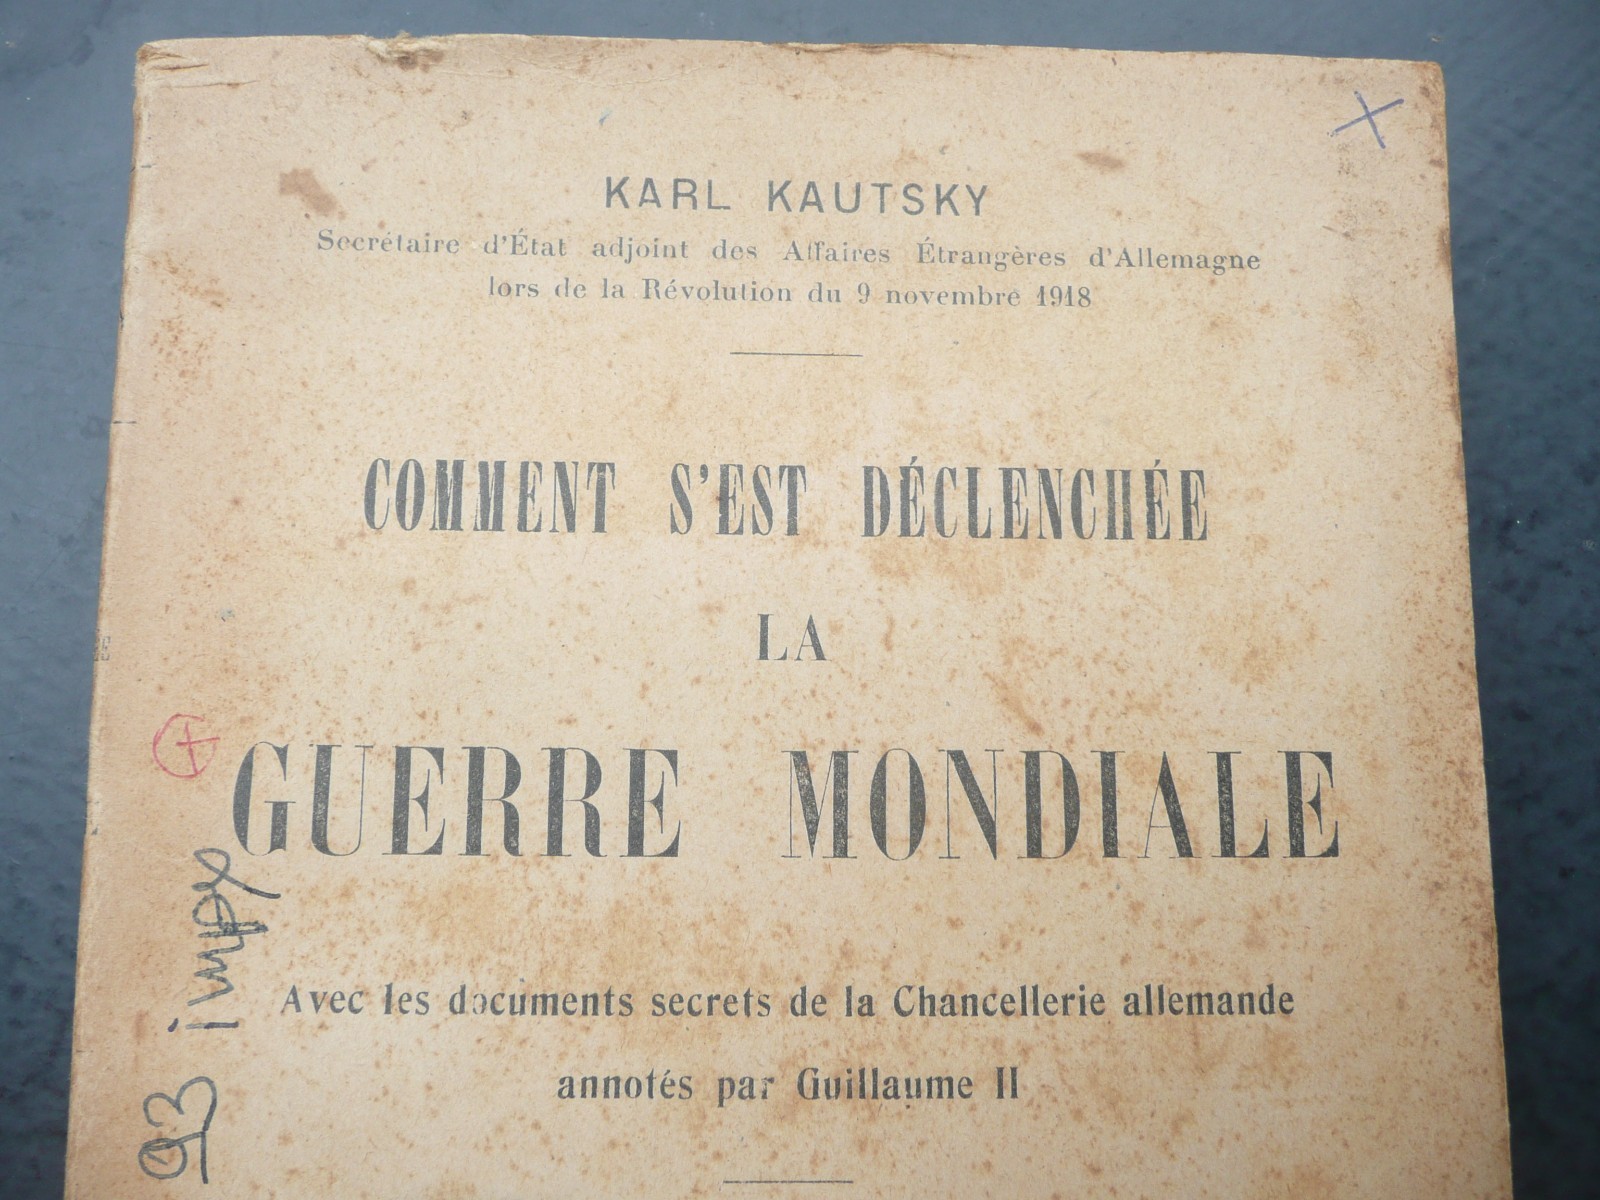 KARL KAUTSKY
Secrétaire d'État adjoint des Affaires Étrangères d'Allemagne
lors de la Révolution du 9 novembre 1918
COMMENT S'EST DÉCLENCHÉE
LA
GUERRE MONDIALE
Avec les documents secrets de la Chancellerie allemande
annotés par Guillaume II